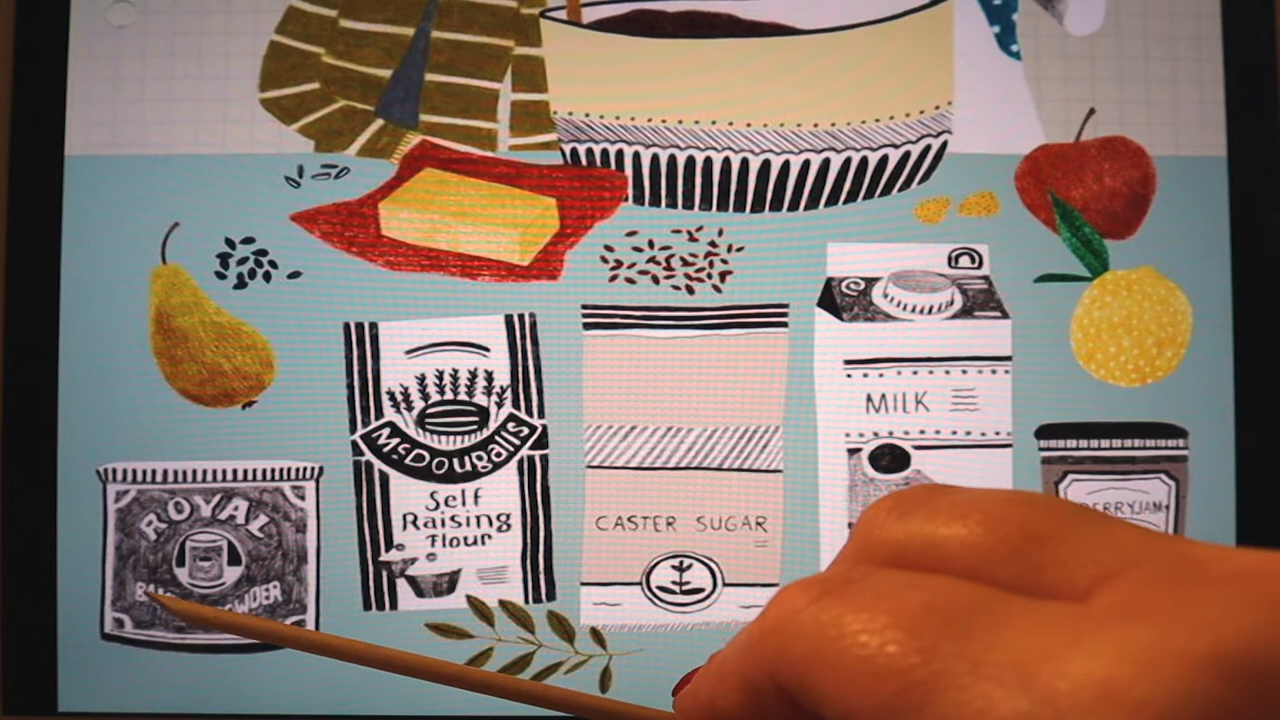 McDougalls
Self
Raising
Flour
CASTER SUGAR
MILK
ROYAL